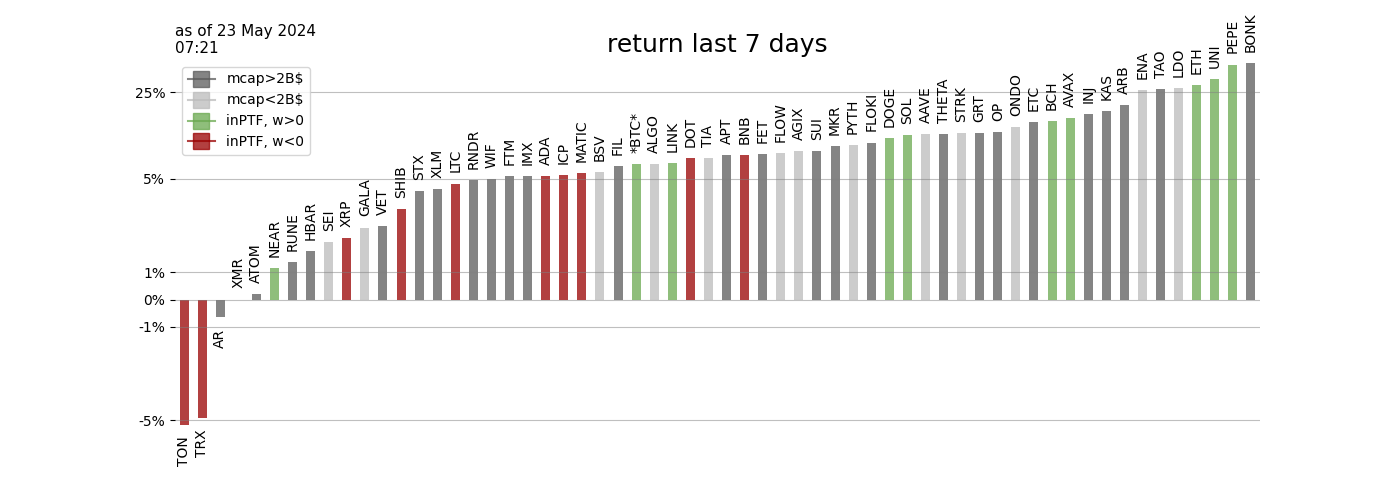 as of 23 May 2024
07:21
return last 7 days
mcap>2B$
mcap<2B$
inPTF, w>0
inPTF, w<0
25%
5%
1%
0%
-1%
-5%
TON
TRX
AR
XMR
ATOM
NEAR
RUNE
HBAR
SEI
XRP
GALA
VET
SHIB
STX
XLM
LTC
RNDR
WIF
FTM
IMX
ADA
ICP
MATIC
BSV
FIL
*BTC*
ALGO
LINK
DOT
TIA
APT
BNB
FET
FLOW
AGIX
SUI
MKR
PYTH
FLOKI
DOGE
SOL
AAVE
THETA
STRK
GRT
OP
ONDO
ETC
BCH
AVAX
INJ
KAS
ARB
ENA
TAO
LDO
ETH
UNI
PEPE
BONK